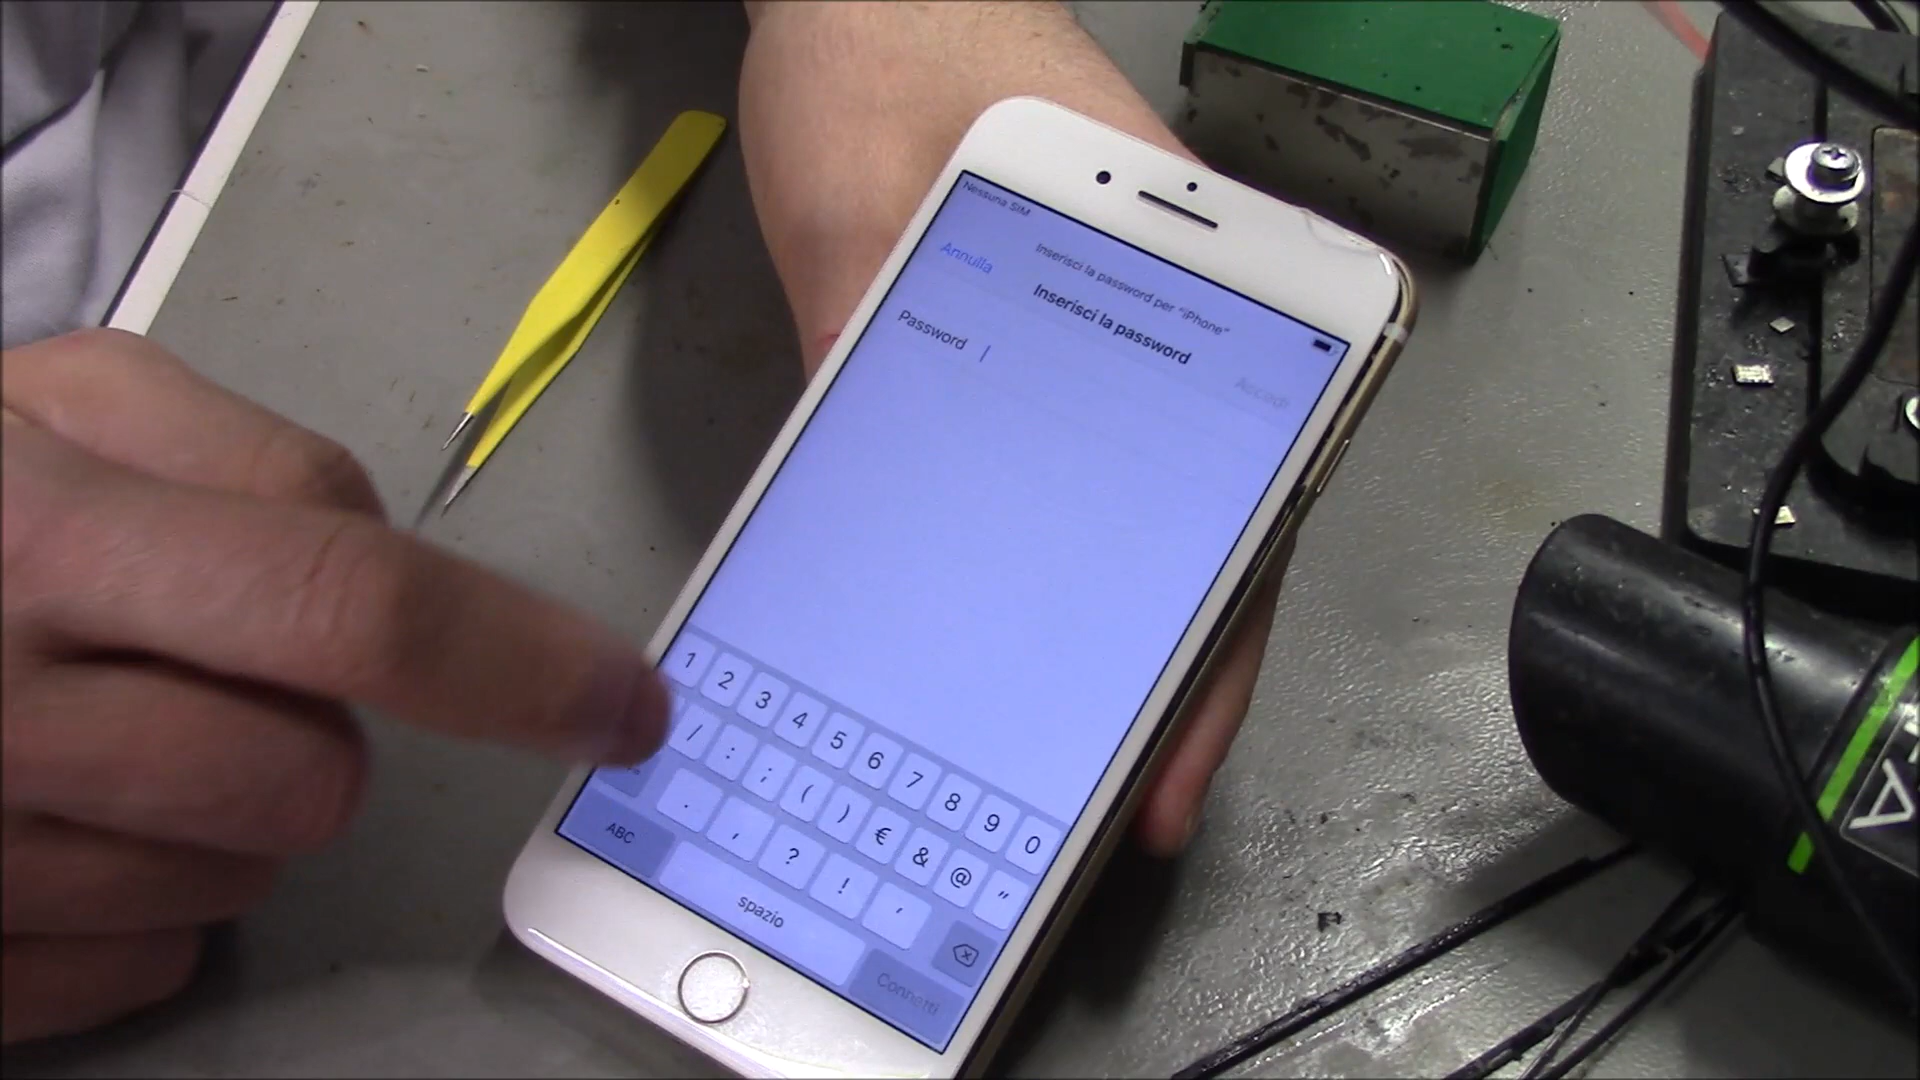 Nessuna SIM
Inserisci la password per "iPhone"
Annulla
Inserisci la password
Accedi
Password
1 2 3 4 5 6 7 8 9 0
/ : ; ( ) € & @ "
. , ? ! '
ABC
spazio
Connetti